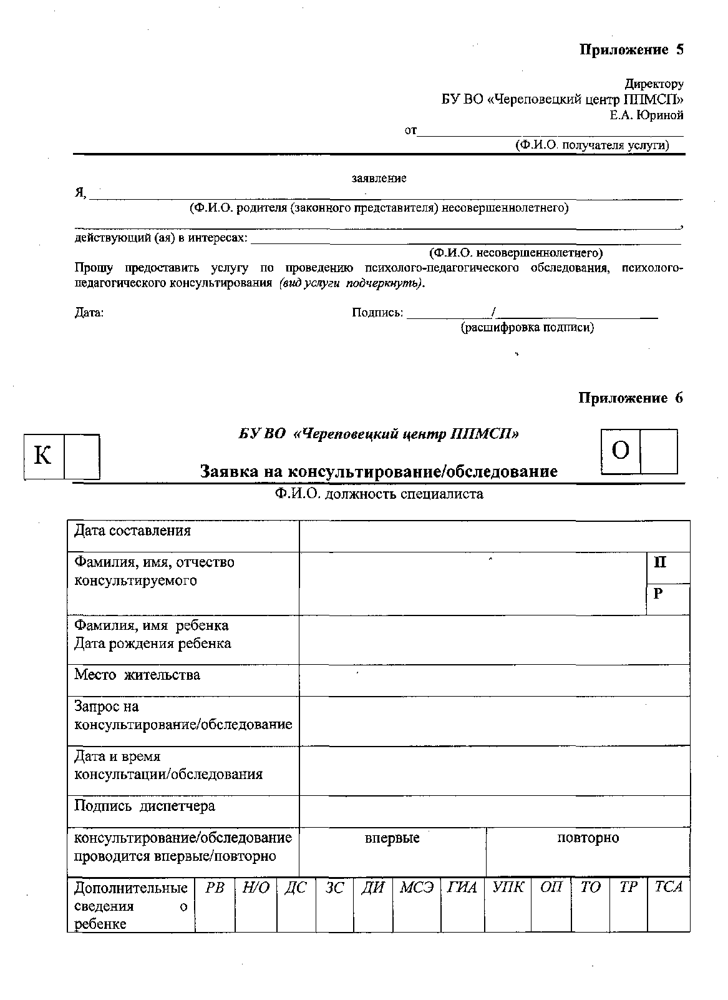 Приложение 5
Директору
БУ ВО «Череповецкий центр ППМСП»
Е.А. Юриной
от
(Ф.И.О. получателя услуги)
заявление
Я,
(Ф.И.О. родителя (законного представителя) несовершеннолетнего)
,
действующий (ая) в интересах:
(Ф.И.О. несовершеннолетнего)
Прошу предоставить услугу по проведению психолого-педагогического обследования, психолого-
педагогического консультирования (вид услуги подчеркнуть).
Дата: Подпись: /
(расшифровка подписи)
Приложение 6
БУ ВО «Череповецкий центр ППМСП»
К О
Заявка на консультирование/обследование
Ф.И.О. должность специалиста
Дата составления
Фамилия, имя, отчество П
консультируемого
Р
Фамилия, имя ребенка
Дата рождения ребенка
Место жительства
Запрос на
консультирование/обследование
Дата и время
консультации/обследования
Подпись диспетчера
консультирование/обследование впервые повторно
проводится впервые/повторно
Дополнительные РВ Н/О ДС ЗС ДИ МСЭ ГИА УПК ОП ТО ТР ТСА
сведения о
ребенке